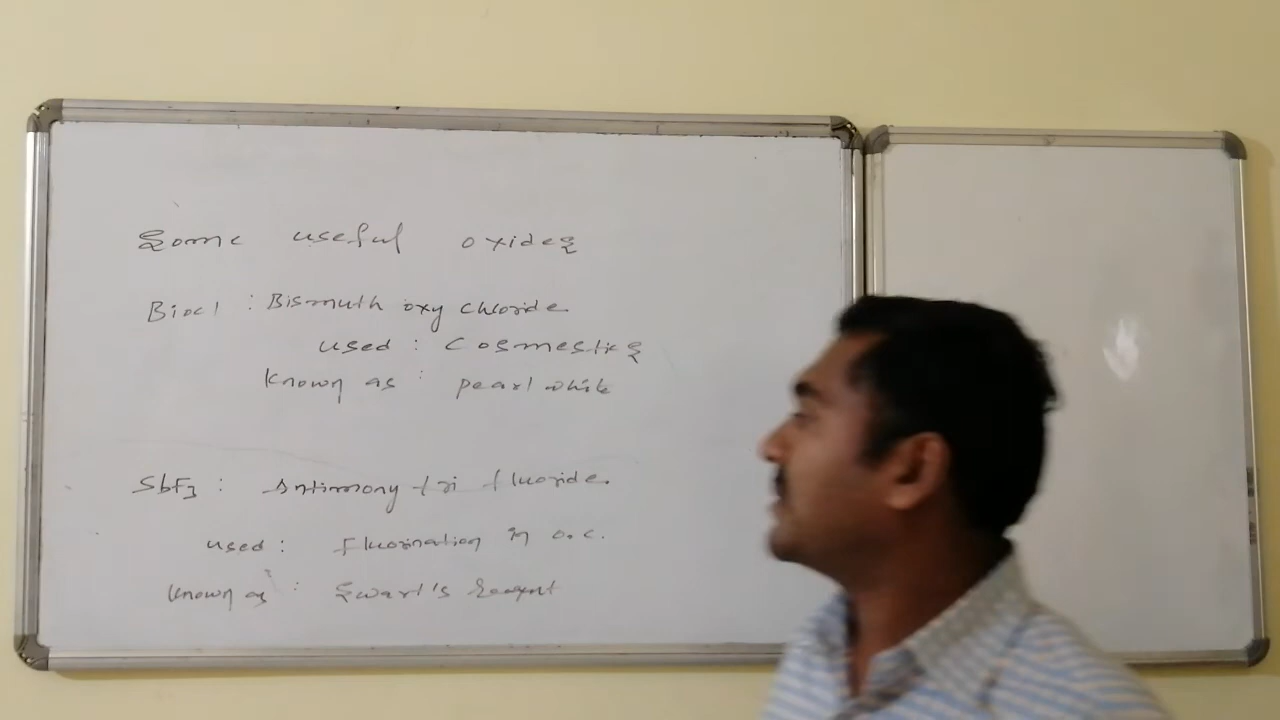 Some useful oxides
Biocl : Bismuth oxy chloride
used : Cosmestics
Known as : pearl white
SbF3 : Antimony tri fluoride.
used : Fluorination in o.c.
Known as : Swart's Reagent